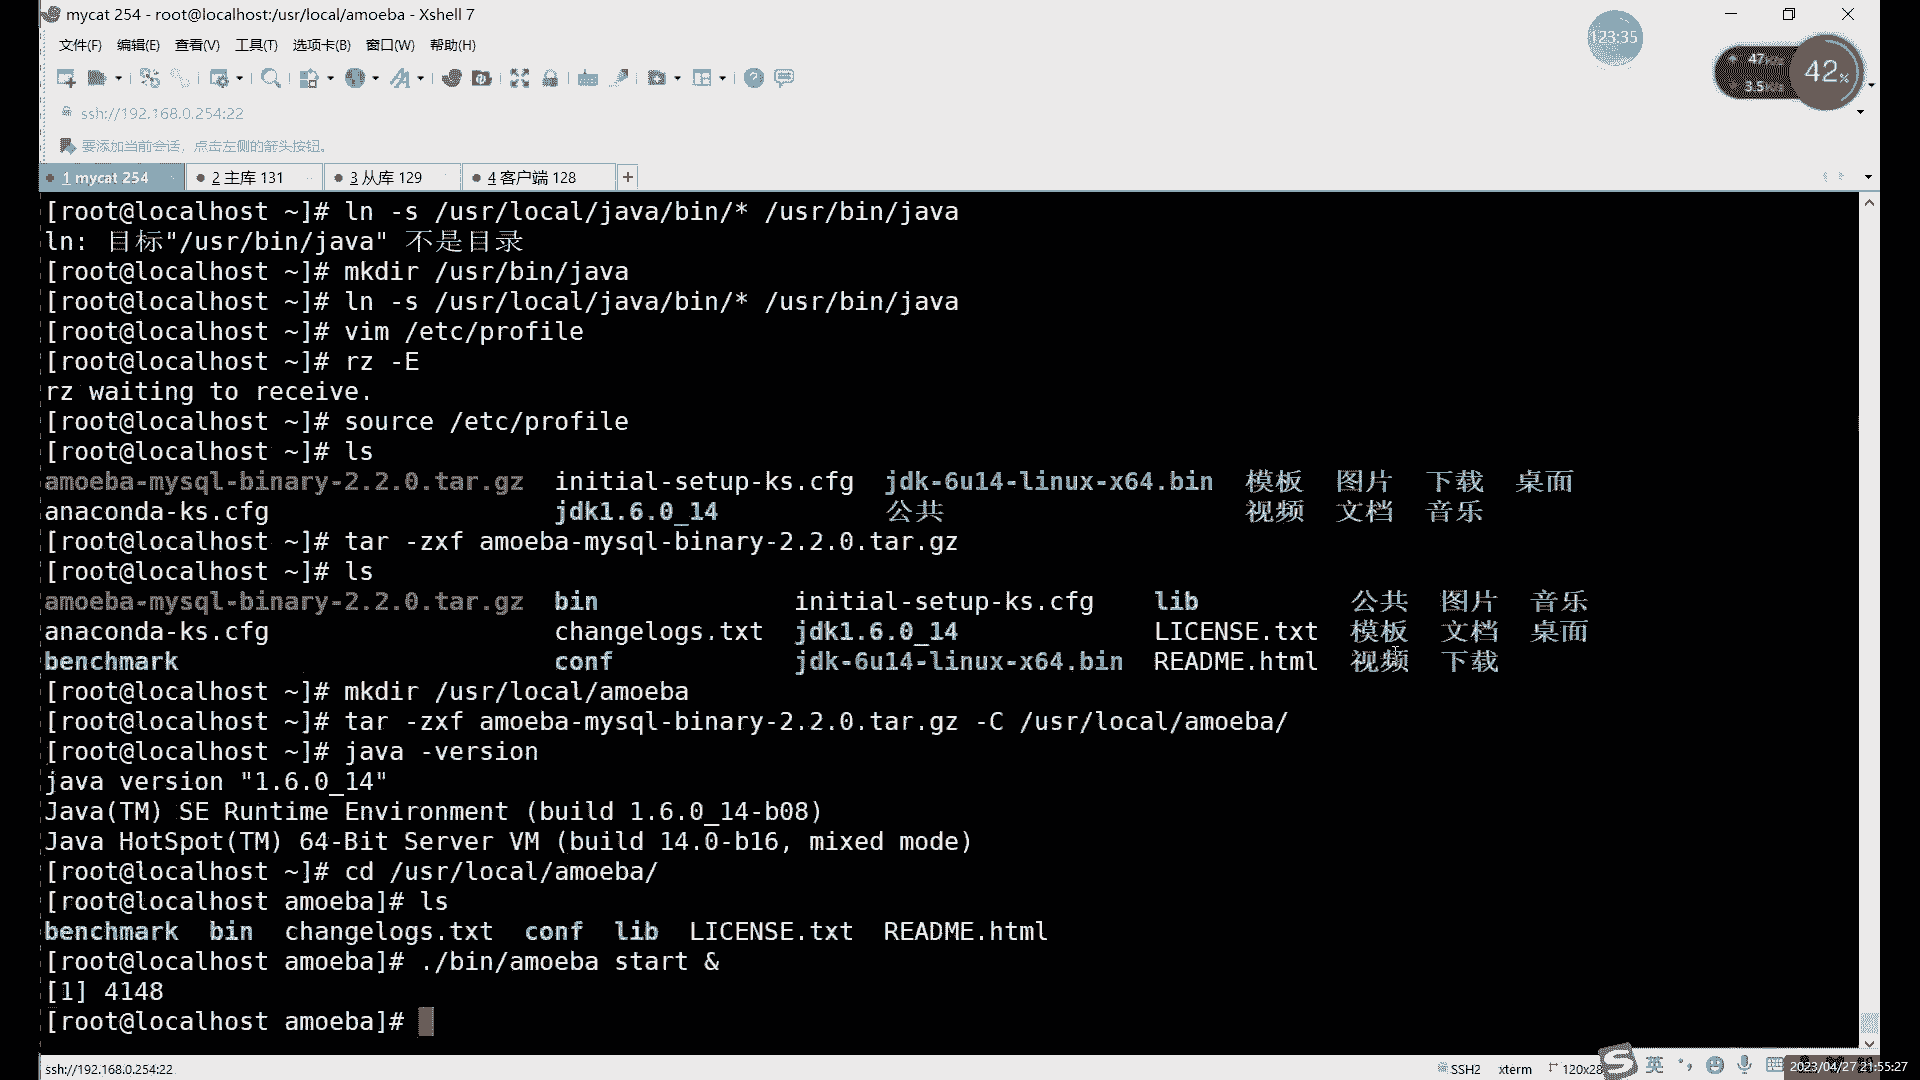 mycat 254 - root@localhost:/usr/local/amoeba - Xshell 7
123:35
文件(F) 编辑(E) 查看(V) 工具(T) 选项卡(B) 窗口(W) 帮助(H)
47K/s
42%
3.5K/s
ssh://192.168.0.254:22
要添加当前会话，点击左侧的箭头按钮。
1 mycat 254 2 主库 131 3 从库 129 4 客户端 128 +
[root@localhost ~]# ln -s /usr/local/java/bin/* /usr/bin/java
ln: 目标"/usr/bin/java" 不是目录
[root@localhost ~]# mkdir /usr/bin/java
[root@localhost ~]# ln -s /usr/local/java/bin/* /usr/bin/java
[root@localhost ~]# vim /etc/profile
[root@localhost ~]# rz -E
rz waiting to receive.
[root@localhost ~]# source /etc/profile
[root@localhost ~]# ls
amoeba-mysql-binary-2.2.0.tar.gz initial-setup-ks.cfg jdk-6u14-linux-x64.bin 模板 图片 下载 桌面
anaconda-ks.cfg jdk1.6.0_14 公共 视频 文档 音乐
[root@localhost ~]# tar -zxf amoeba-mysql-binary-2.2.0.tar.gz
[root@localhost ~]# ls
amoeba-mysql-binary-2.2.0.tar.gz bin initial-setup-ks.cfg lib 公共 图片 音乐
anaconda-ks.cfg changelogs.txt jdk1.6.0_14 LICENSE.txt 模板 文档 桌面
benchmark conf jdk-6u14-linux-x64.bin README.html 视频 下载
[root@localhost ~]# mkdir /usr/local/amoeba
[root@localhost ~]# tar -zxf amoeba-mysql-binary-2.2.0.tar.gz -C /usr/local/amoeba/
[root@localhost ~]# java -version
java version "1.6.0_14"
Java(TM) SE Runtime Environment (build 1.6.0_14-b08)
Java HotSpot(TM) 64-Bit Server VM (build 14.0-b16, mixed mode)
[root@localhost ~]# cd /usr/local/amoeba/
[root@localhost amoeba]# ls
benchmark bin changelogs.txt conf lib LICENSE.txt README.html
[root@localhost amoeba]# ./bin/amoeba start &
[1] 4148
[root@localhost amoeba]#
ssh://192.168.0.254:22 SSH2 xterm 120x28 英 2023/04/27 21:55:27